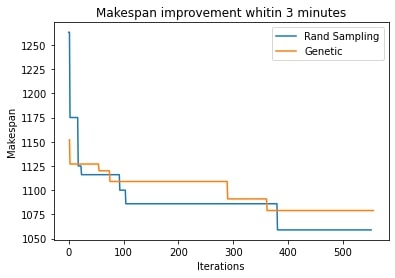 Makespan improvement whitin 3 minutes
Rand Sampling
Genetic
1250
1225
1200
1175
1150
1125
1100
1075
1050
Makespan
0 100 200 300 400 500
Iterations